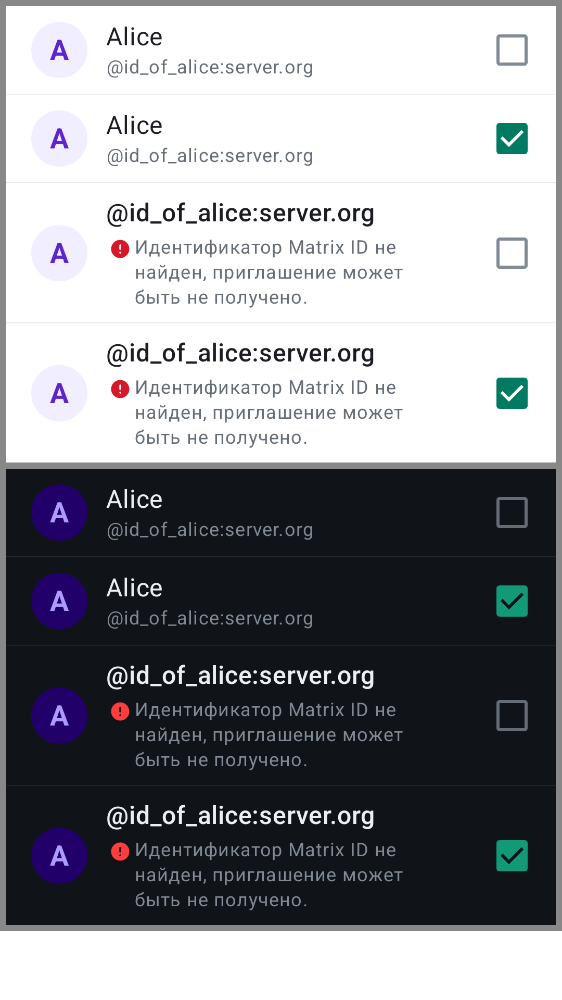 A
Alice
@id_of_alice:server.org
A
Alice
@id_of_alice:server.org
A
@id_of_alice:server.org
Идентификатор Matrix ID не
найден, приглашение может
быть не получено.
A
@id_of_alice:server.org
Идентификатор Matrix ID не
найден, приглашение может
быть не получено.
A
Alice
@id_of_alice:server.org
A
Alice
@id_of_alice:server.org
A
@id_of_alice:server.org
Идентификатор Matrix ID не
найден, приглашение может
быть не получено.
A
@id_of_alice:server.org
Идентификатор Matrix ID не
найден, приглашение может
быть не получено.